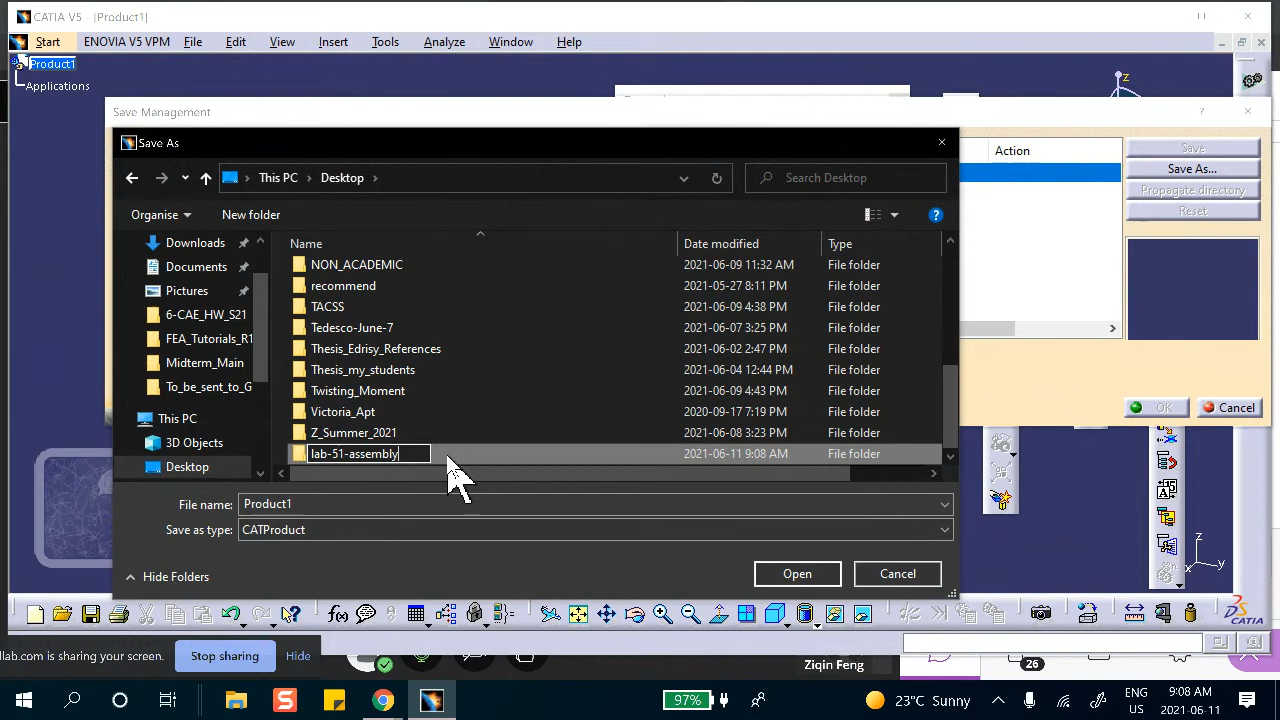 CATIA V5 - [Product1]
Start ENOVIA V5 VPM File Edit View Insert Tools Analyze Window Help
Product1
Applications
z
Save Management
Save As
This PC > Desktop >
Search Desktop
Organise New folder
Name Date modified Type
Downloads
Documents
Pictures
6-CAE_HW_S21
FEA_Tutorials_R1
Midterm_Main
To_be_sent_to_G
This PC
3D Objects
Desktop
NON_ACADEMIC 2021-06-09 11:32 AM File folder
recommend 2021-05-27 8:11 PM File folder
TACSS 2021-06-09 4:38 PM File folder
Tedesco-June-7 2021-06-07 3:25 PM File folder
Thesis_Edrisy_References 2021-06-02 2:47 PM File folder
Thesis_my_students 2021-06-04 12:44 PM File folder
Twisting_Moment 2021-06-09 4:43 PM File folder
Victoria_Apt 2020-09-17 7:19 PM File folder
Z_Summer_2021 2021-06-08 3:23 PM File folder
lab-51-assembly 2021-06-11 9:08 AM File folder
File name: Product1
Save as type: CATProduct
Hide Folders
Open Cancel
Action
Save
Save As...
Propagate directory
Reset
OK Cancel
z
x y
f(x)
CATIA
llab.com is sharing your screen. Stop sharing Hide
Ziqin Feng
26
97%
23°C Sunny
ENG
US
9:08 AM
2021-06-11